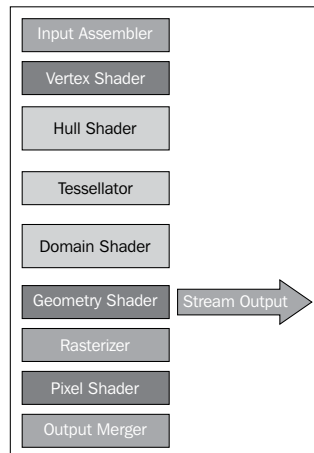 Input Assembler
Vertex Shader
Hull Shader
Tessellator
Domain Shader
Geometry Shader
Stream Output
Rasterizer
Pixel Shader
Output Merger